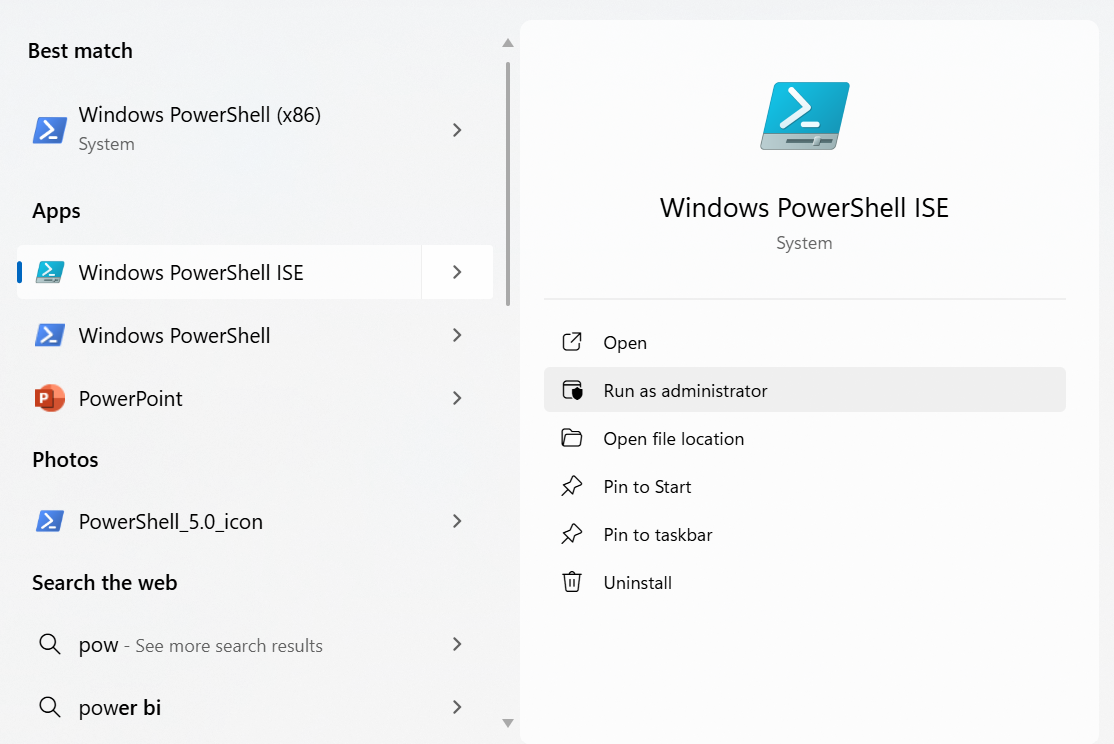 Best match
Windows PowerShell (x86)
System
Apps
Windows PowerShell ISE
Windows PowerShell
PowerPoint
Photos
PowerShell_5.0_icon
Search the web
pow - See more search results
power bi
Windows PowerShell ISE
System
Open
Run as administrator
Open file location
Pin to Start
Pin to taskbar
Uninstall